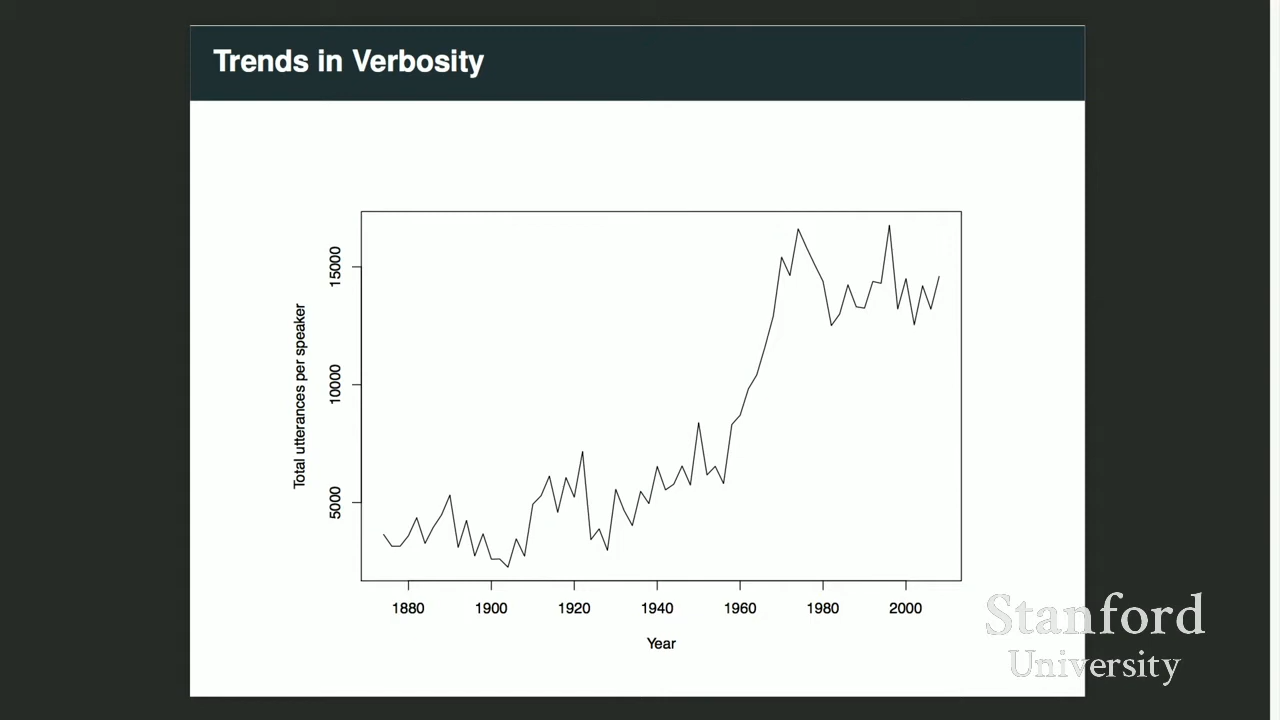 Trends in Verbosity
Total utterances per speaker
15000
10000
5000
1880 1900 1920 1940 1960 1980 2000
Year
Stanford
University